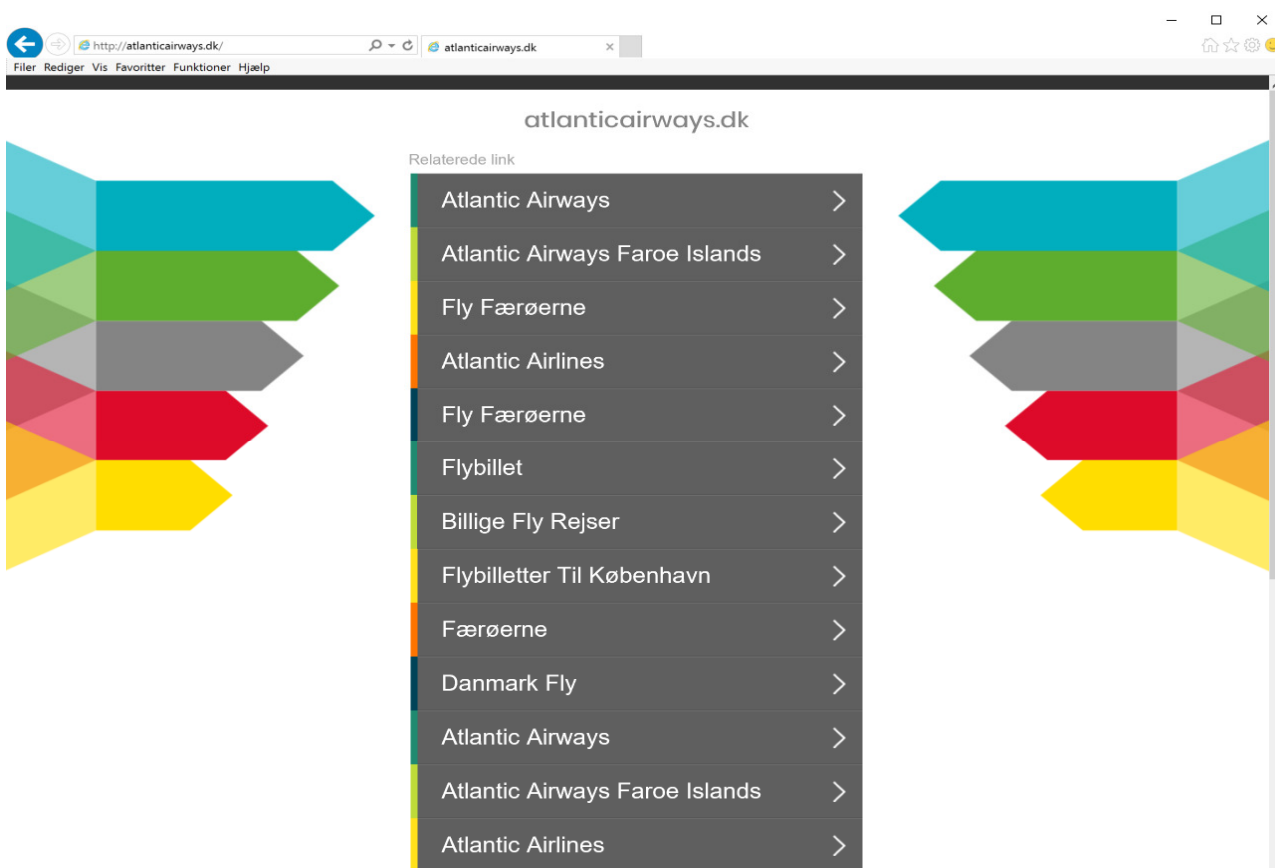 http://atlanticairways.dk/
atlanticairways.dk
Filer Rediger Vis Favoritter Funktioner Hjælp
atlanticairways.dk
Relaterede link
Atlantic Airways
Atlantic Airways Faroe Islands
Fly Færøerne
Atlantic Airlines
Fly Færøerne
Flybillet
Billige Fly Rejser
Flybilletter Til København
Færøerne
Danmark Fly
Atlantic Airways
Atlantic Airways Faroe Islands
Atlantic Airlines